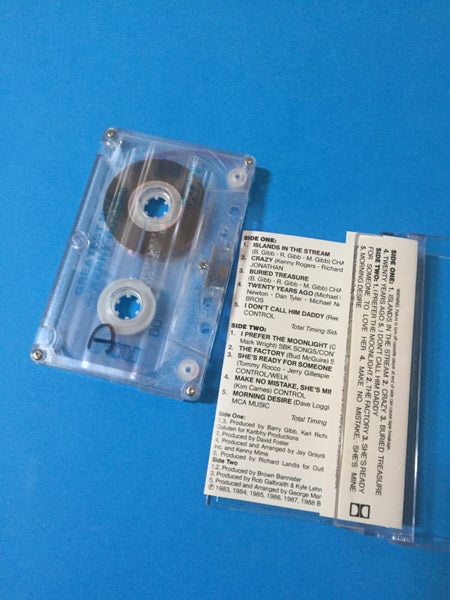 A
SIDE ONE:
1. ISLANDS IN THE STREAM
(B. Gibb - R. Gibb - M. Gibb) CHA
2. CRAZY (Kenny Rogers - Richard
JONATHAN
3. BURIED TREASURE
(B. Gibb - R. Gibb - M. Gibb) CHA
4. TWENTY YEARS AGO (Michael
Newton - Dan Tyler - Michael N
BROS
5. I DON'T CALL HIM DADDY (Ree
CONTROL
Total Timing Sid
SIDE TWO:
1. I PREFER THE MOONLIGHT (G
Mark Wright) SBK SONGS/CON
2. THE FACTORY (Bud McGuire) S
3. SHE'S READY FOR SOMEONE
(Tommy Rocco - Jerry Gillespie
CONTROL/WELK
4. MAKE NO MISTAKE, SHE'S MI
(Kim Carnes) CONTROL
5. MORNING DESIRE (Dave Loggi
MCA MUSIC
Total Timing
Side One:
1,3. Produced by Barry Gibb, Karl Richa
Galuten for Karlbhy Productions
2. Produced by David Foster
4. Produced and Arranged by Jay Grayd
Inc. and Kenny Mims
5. Produced by Richard Landis for Out
Side Two
1,2. Produced by Brown Bannister
3. Produced by Rob Galbraith & Kyle Lehn
5. Produced and Arranged by George Mar
℗ 1983, 1984, 1985, 1986, 1987, 1988 B
SIDE ONE: 1. ISLANDS IN THE STREAM 2. CRAZY 3. BURIED TREASURE
4. TWENTY YEARS AGO 5. I DON'T CALL HIM DADDY
SIDE TWO: 1. I PREFER THE MOONLIGHT 2. THE FACTORY 3. SHE'S READY
FOR SOMEONE TO LOVE HER 4. MAKE NO MISTAKE, SHE'S MINE
5. MORNING DESIRE